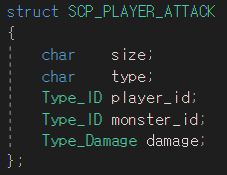 struct SCP_PLAYER_ATTACK
{
char size;
char type;
Type_ID player_id;
Type_ID monster_id;
Type_Damage damage;
};